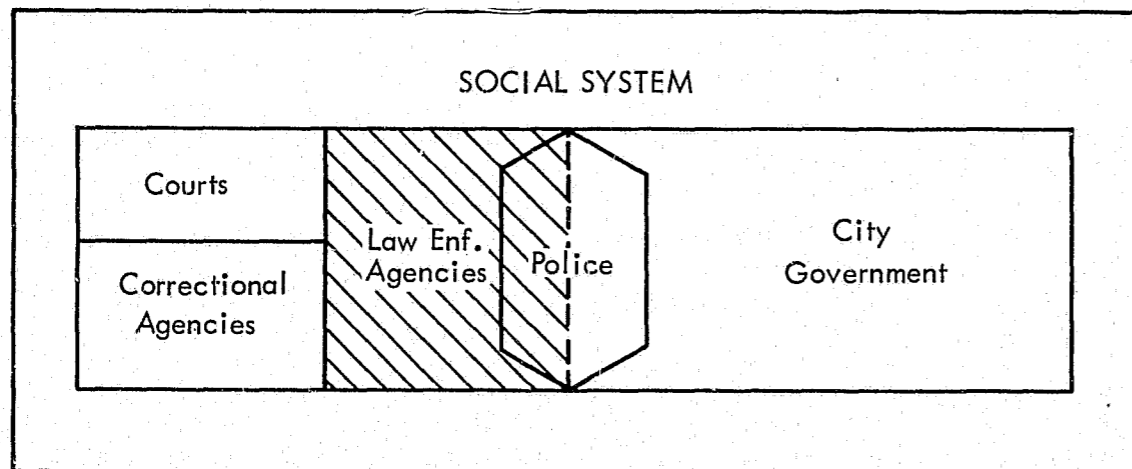 SOCIAL SYSTEM
Courts
Correctional
Agencies
Law Enf.
Agencies
Police
City
Government